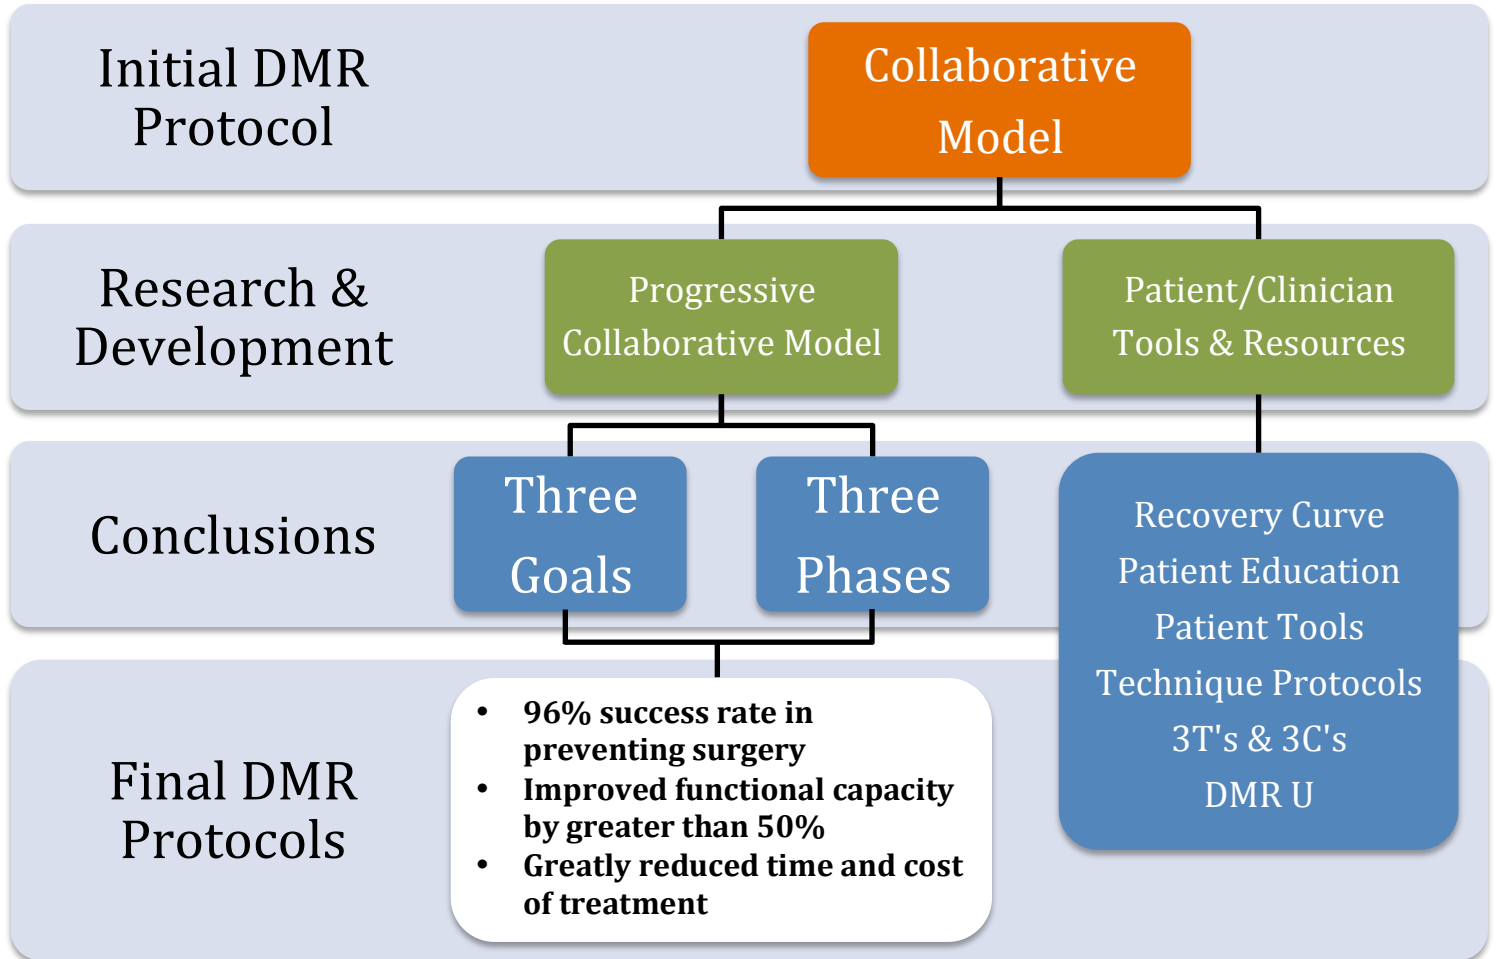 Initial DMR
Protocol
Collaborative
Model
Research &
Development
Progressive
Collaborative Model
Patient/Clinician
Tools & Resources
Conclusions
Three
Goals
Three
Phases
Recovery Curve
Patient Education
Patient Tools
Technique Protocols
3T's & 3C's
DMR U
Final DMR
Protocols
• 96% success rate in
preventing surgery
• Improved functional capacity
by greater than 50%
• Greatly reduced time and cost
of treatment